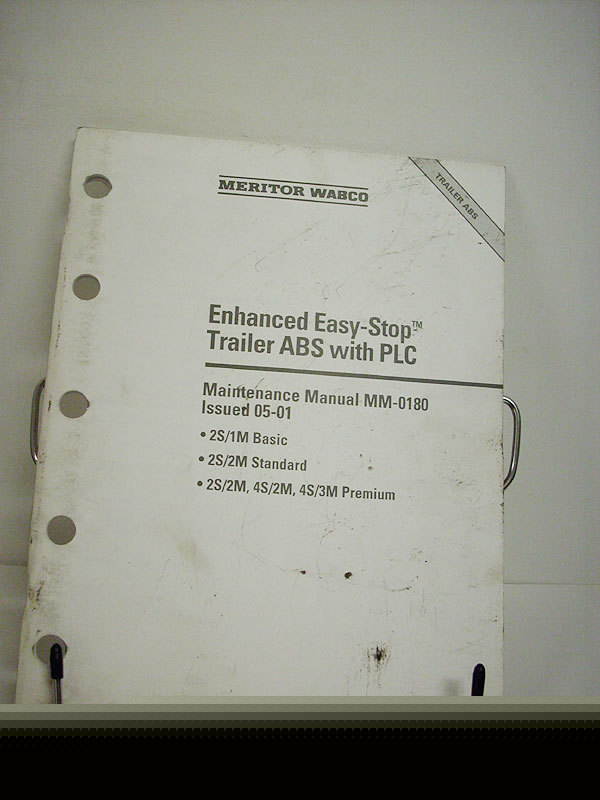 MERITOR WABCO
TRAILER ABS
Enhanced Easy-Stop™
Trailer ABS with PLC
Maintenance Manual MM-0180
Issued 05-01
• 2S/1M Basic
• 2S/2M Standard
• 2S/2M, 4S/2M, 4S/3M Premium